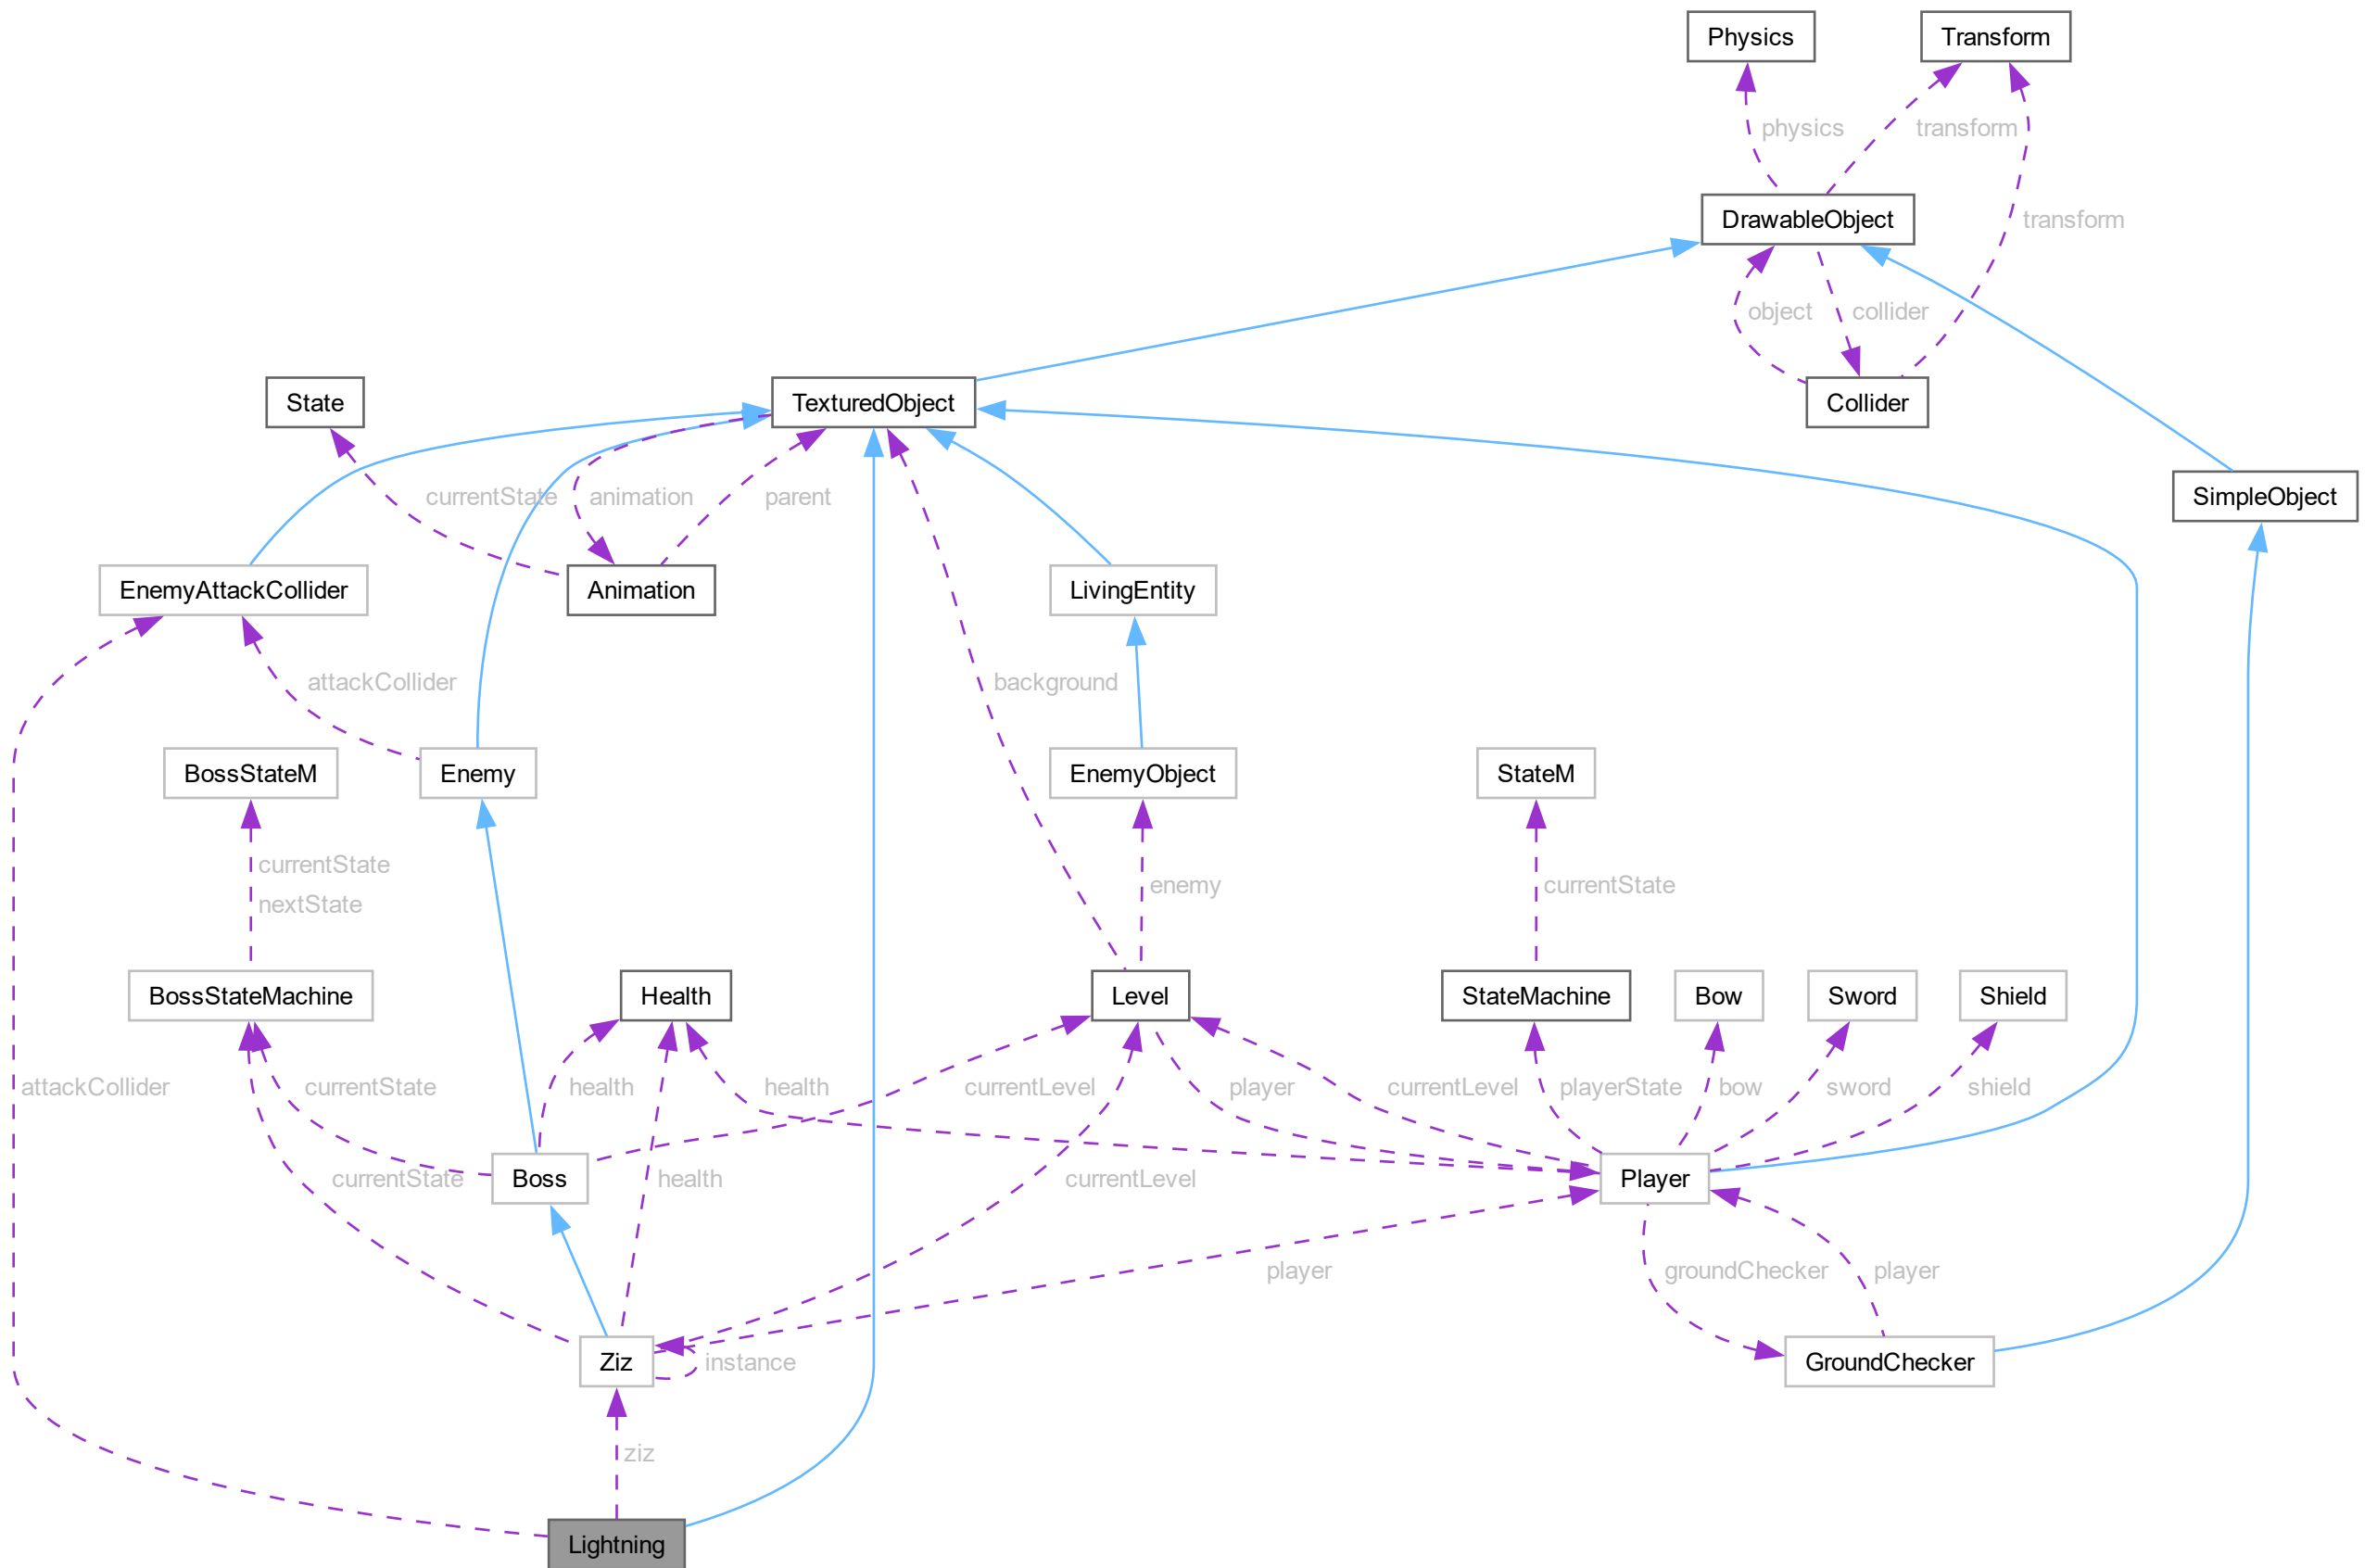 Physics
Transform
physics
transform
DrawableObject
transform
object
collider
State
TexturedObject
Collider
currentState
animation
parent
SimpleObject
EnemyAttackCollider
Animation
LivingEntity
attackCollider
background
BossStateM
Enemy
EnemyObject
StateM
currentState
nextState
enemy
currentState
BossStateMachine
Health
Level
StateMachine
Bow
Sword
Shield
attackCollider
currentState
health
health
currentLevel
player
currentLevel
playerState
bow
sword
shield
currentState
Boss
health
currentLevel
Player
player
groundChecker
player
Ziz
instance
GroundChecker
ziz
Lightning